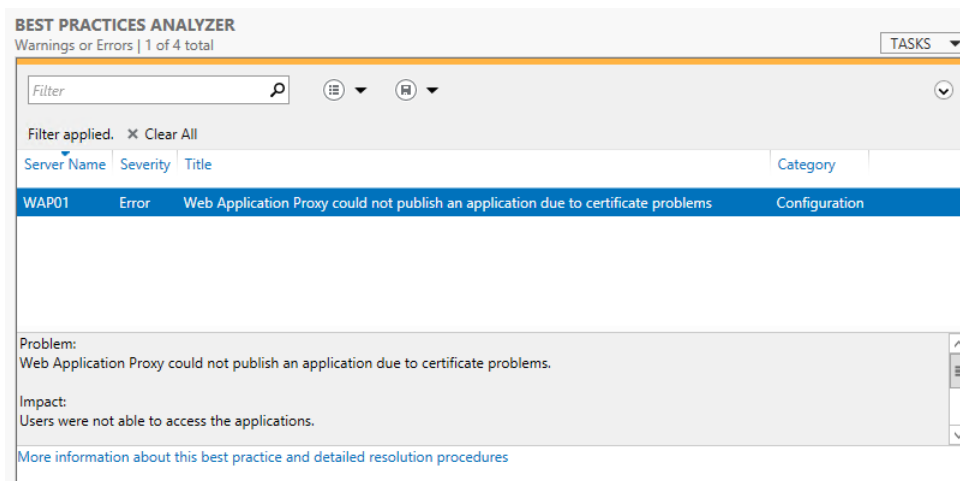 BEST PRACTICES ANALYZER
Warnings or Errors | 1 of 4 total
TASKS
Filter
Filter applied. × Clear All
Server Name Severity Title Category
WAP01 Error Web Application Proxy could not publish an application due to certificate problems Configuration
Problem:
Web Application Proxy could not publish an application due to certificate problems.
Impact:
Users were not able to access the applications.
More information about this best practice and detailed resolution procedures